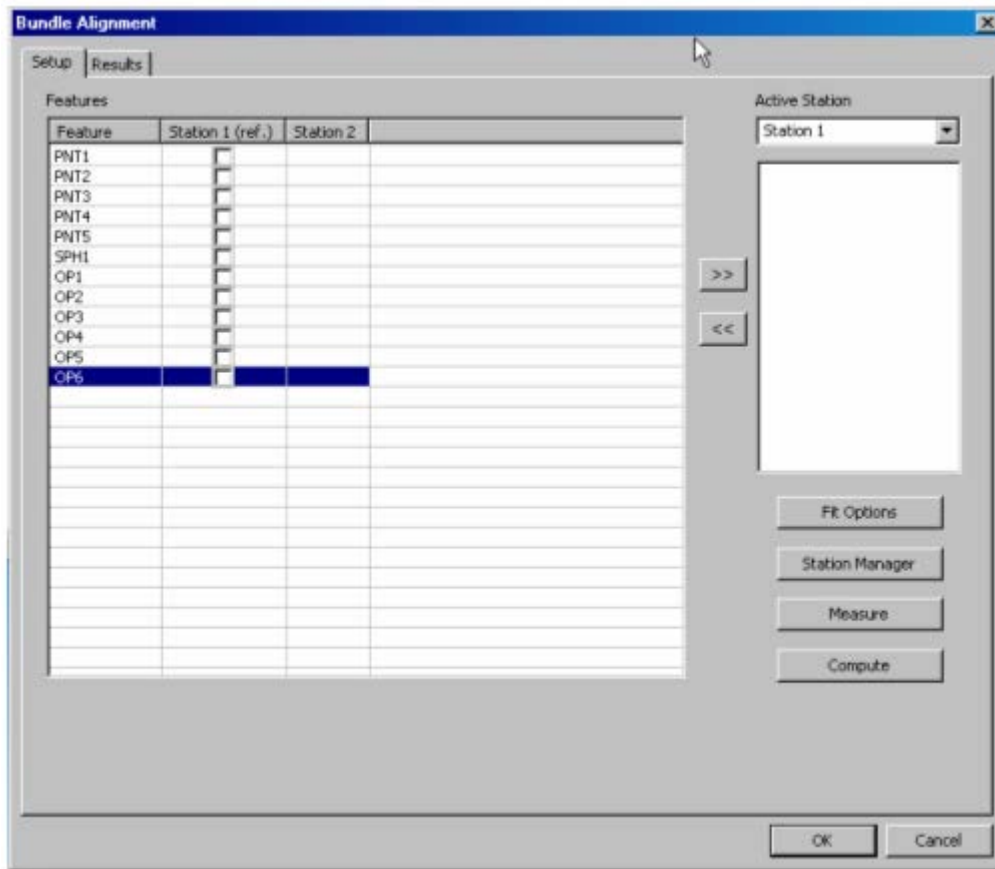 Bundle Alignment
Setup Results
Features
Active Station
Feature Station 1 (ref.) Station 2
Station 1
PNT1
PNT2
PNT3
PNT4
PNT5
SPH1
OP1
OP2
OP3
OP4
OP5
OP6
>>
<<
Fit Options
Station Manager
Measure
Compute
OK Cancel